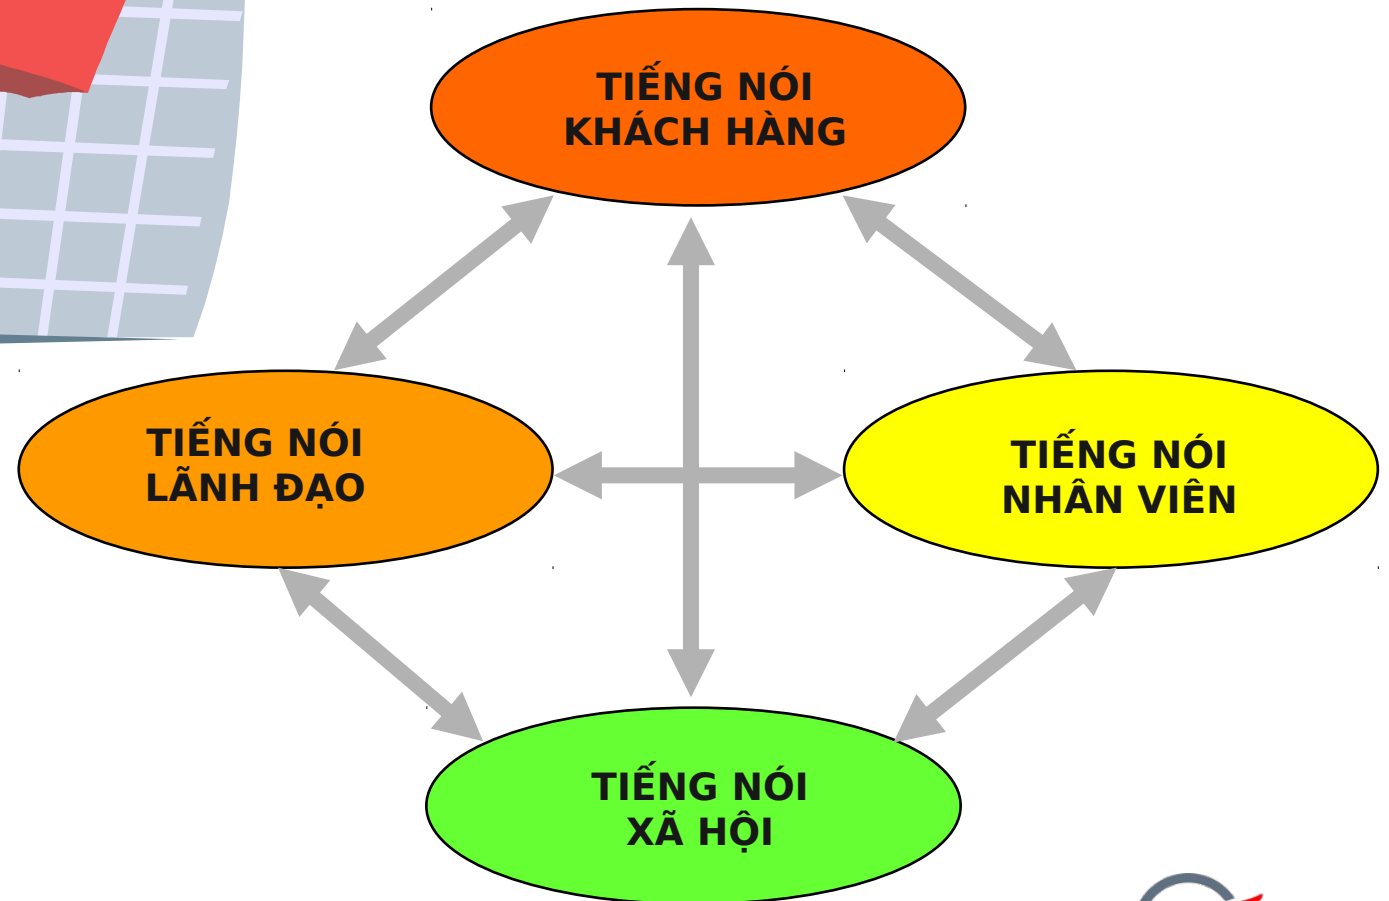 TIẾNG NÓI
KHÁCH HÀNG
TIẾNG NÓI
LÃNH ĐẠO
TIẾNG NÓI
NHÂN VIÊN
TIẾNG NÓI
XÃ HỘI